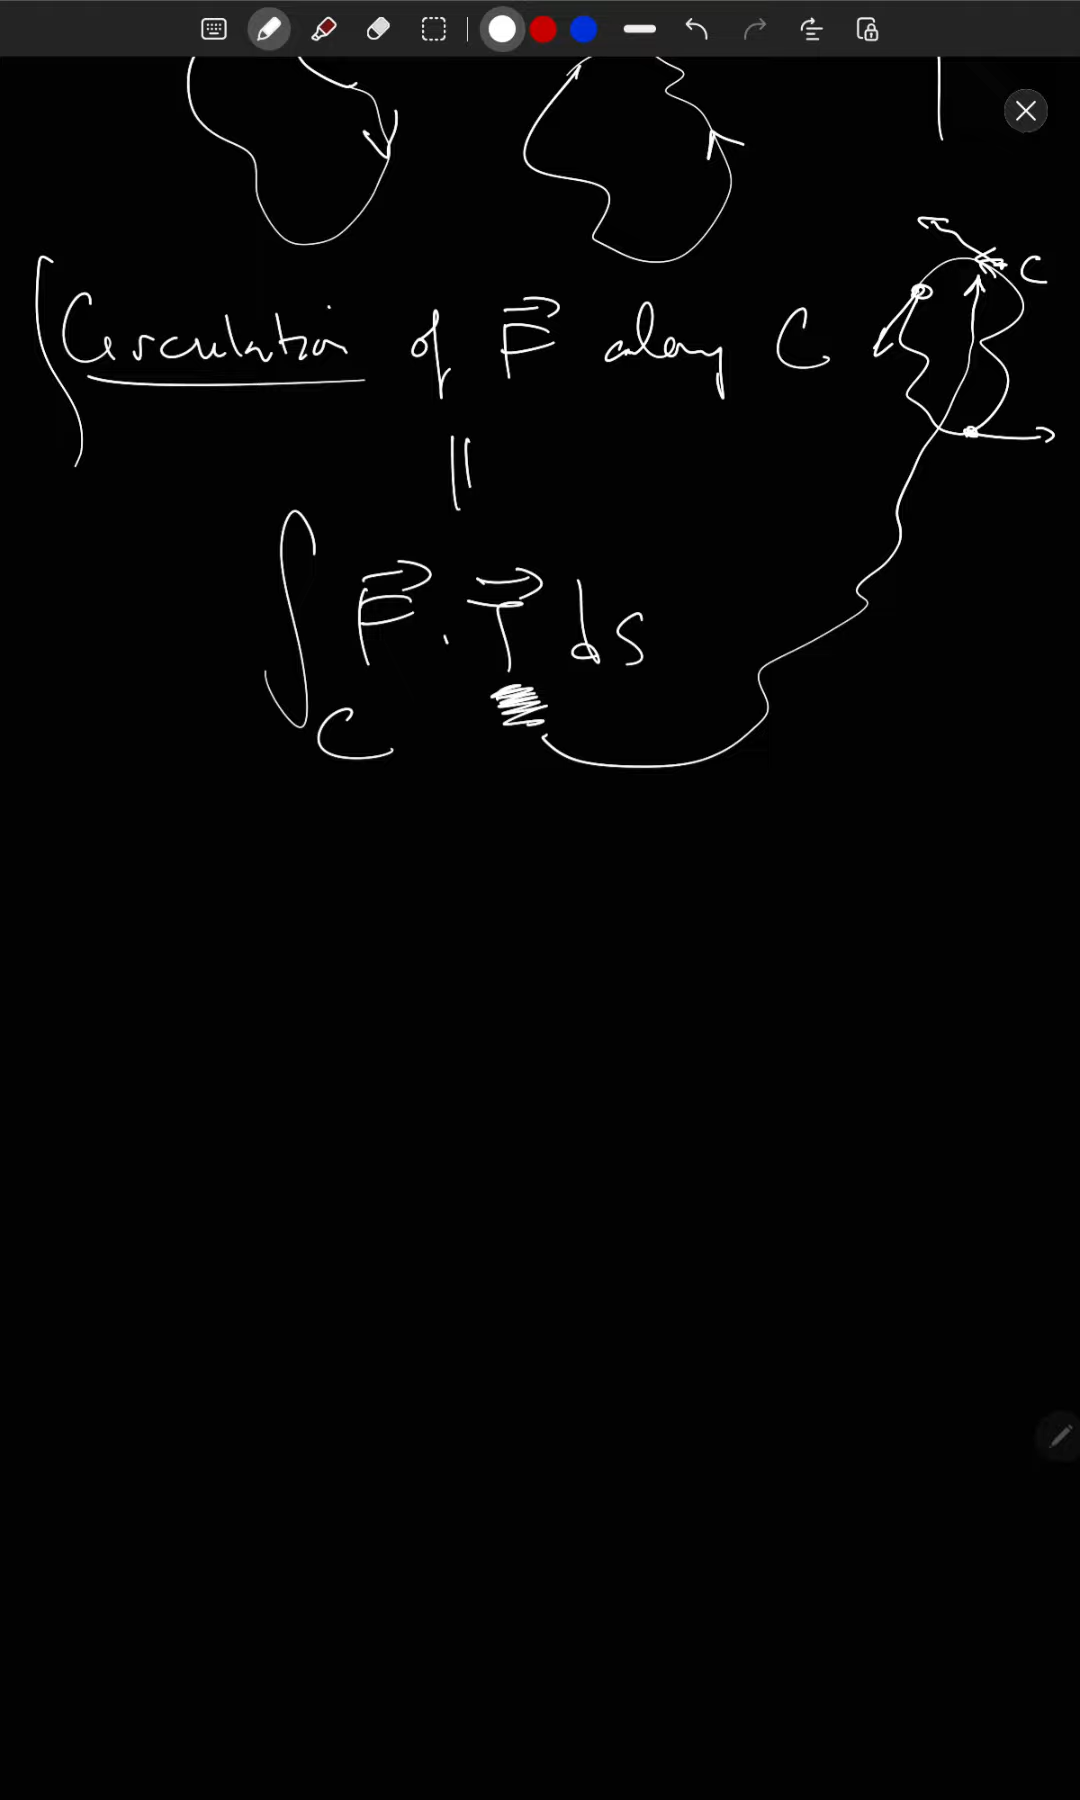 Circulation of F⃗ along C
C
||
∫_C F⃗ . T⃗ ds